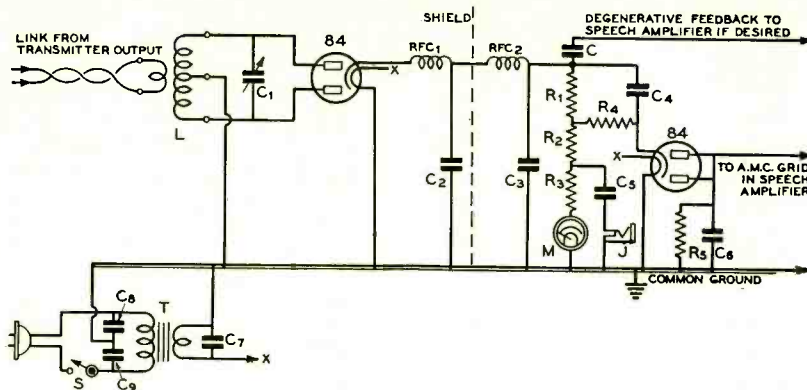 SHIELD
DEGENERATIVE FEEDBACK TO
SPEECH AMPLIFIER IF DESIRED
LINK FROM
TRANSMITTER OUTPUT
84
RFC1
RFC2
C
X
C1
L
R1
R4
C4
84
R2
X
TO A.M.C. GRID
IN SPEECH
AMPLIFIER
C2
C3
R3
C5
M
J
R5
C6
COMMON GROUND
C8
T
C7
X
S
C9